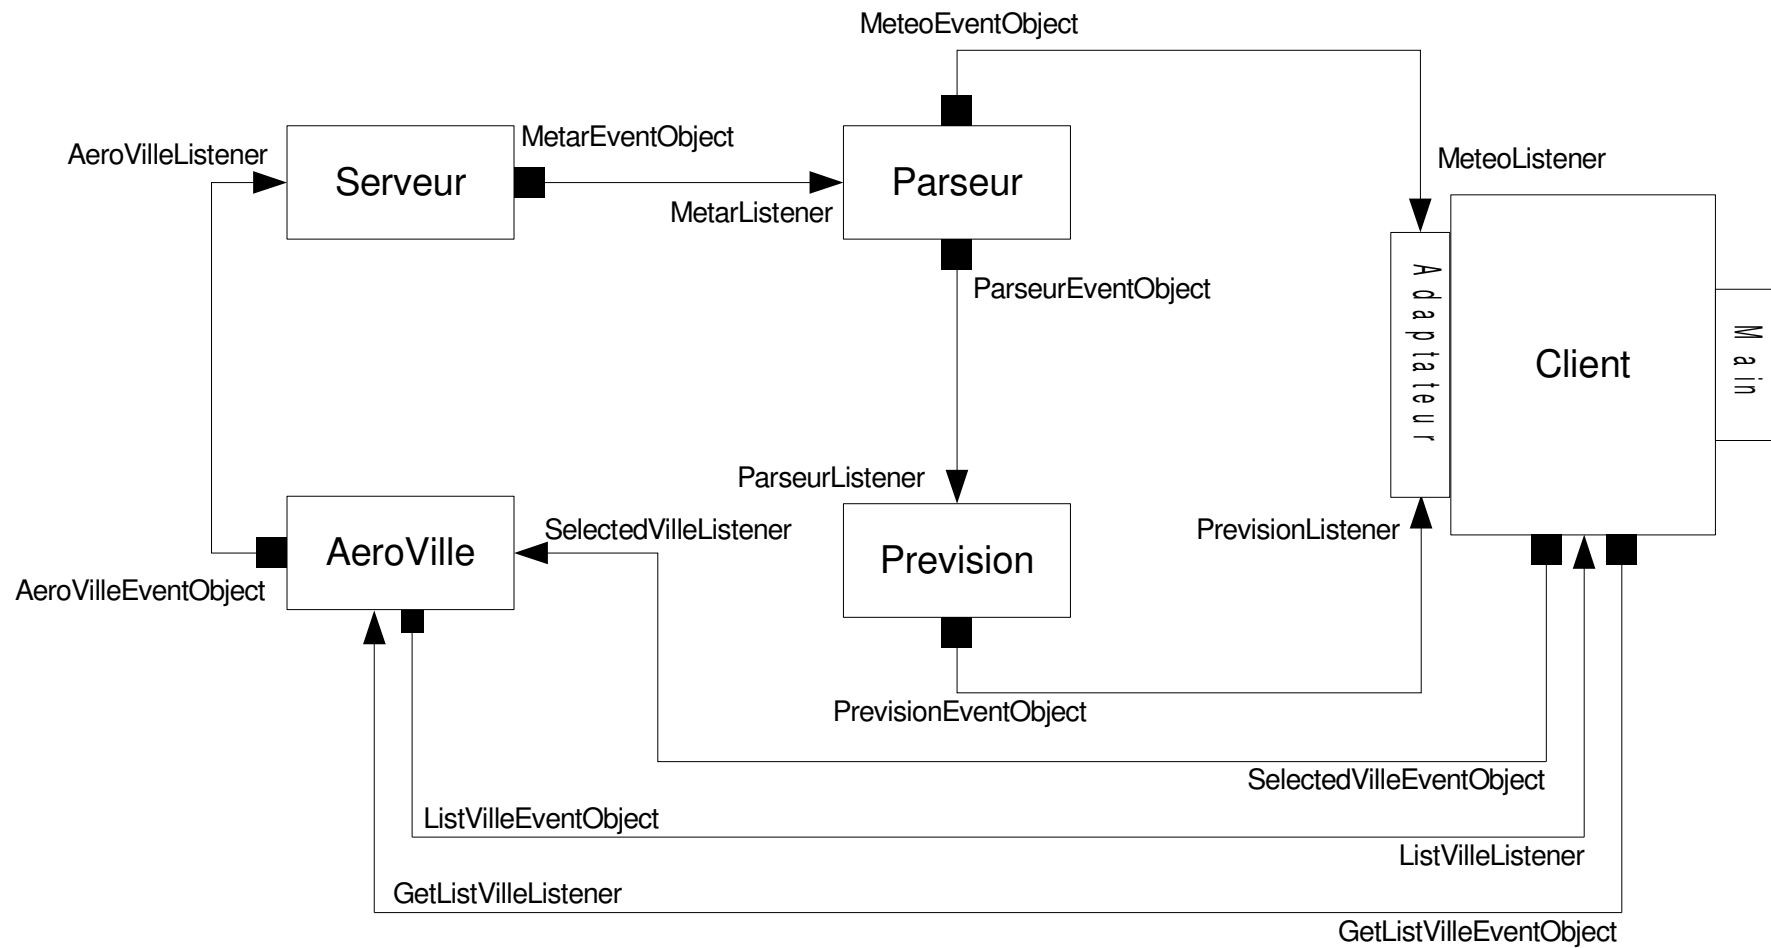 MeteoEventObject
AeroVilleListener
MetarEventObject
Serveur
Parseur
MeteoListener
MetarListener
ParseurEventObject
Adaptateur
Client
Main
ParseurListener
SelectedVilleListener
PrevisionListener
AeroVille
Prevision
AeroVilleEventObject
PrevisionEventObject
SelectedVilleEventObject
ListVilleEventObject
ListVilleListener
GetListVilleListener
GetListVilleEventObject